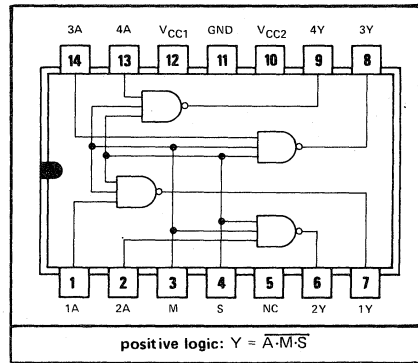 3A 4A VCC1 GND VCC2 4Y 3Y
14 13 12 11 10 9 8
1 2 3 4 5 6 7
1A 2A M S NC 2Y 1Y
positive logic: Y = A·M·S